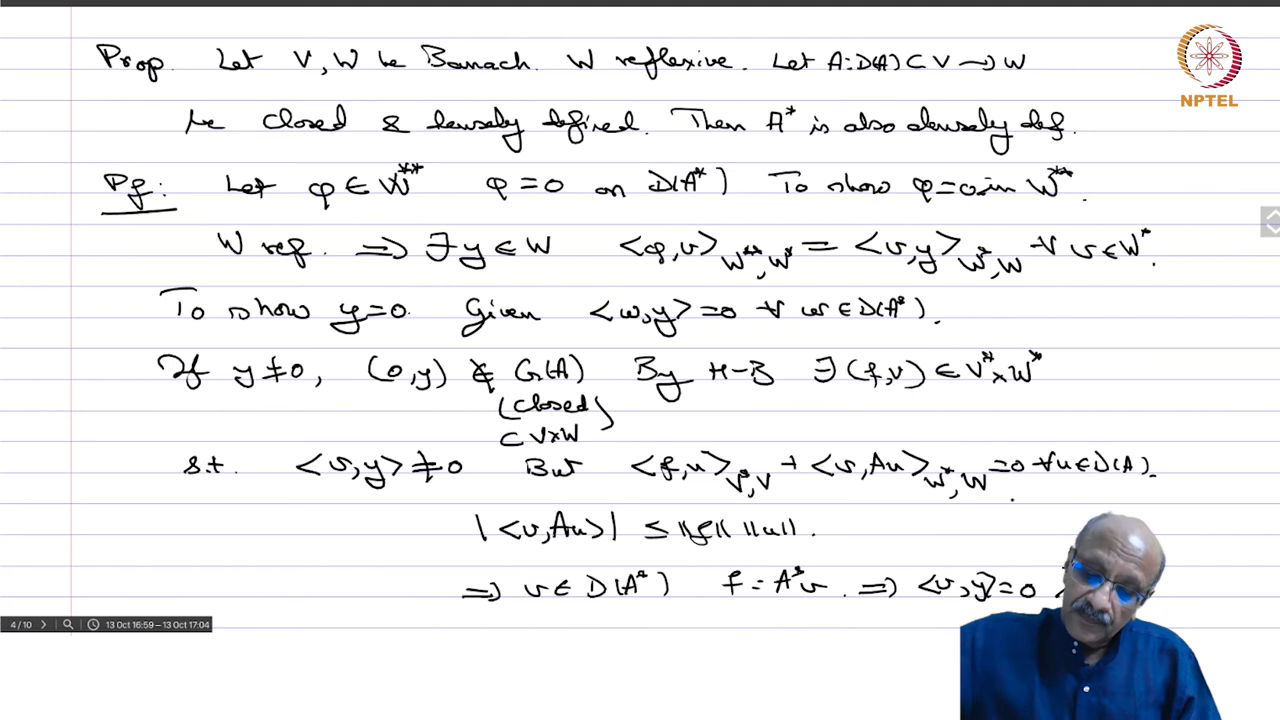 Prop. Let V, W be Banach. W reflexive. Let A: D(A) ⊂ V → W
be closed & densely defined. Then A* is also densely def.
Pf: Let φ ∈ W** φ = 0 on D(A*) To show φ = 0 in W**.
W ref. ⟹ ∃ y ∈ W <φ, v>_{W**, W*} = <v, y>_{W*, W} ∀ v ∈ W*.
To show y = 0. Given <w, y> = 0 ∀ w ∈ D(A*).
If y ≠ 0, (0, y) ∉ G(A) By H-B ∃ (f, v) ∈ V* × W*
(closed)
⊂ V×W
s.t. <v, y> ≠ 0 But <f, u>_{V*, V} + <v, Au>_{W*, W} = 0 ∀ u ∈ D(A).
|<v, Au>| ≤ ||f|| ||u||.
⟹ v ∈ D(A*) f = A*v. ⟹ <v, y> = 0
NPTEL
4/10 13 Oct 16:59 – 13 Oct 17:04